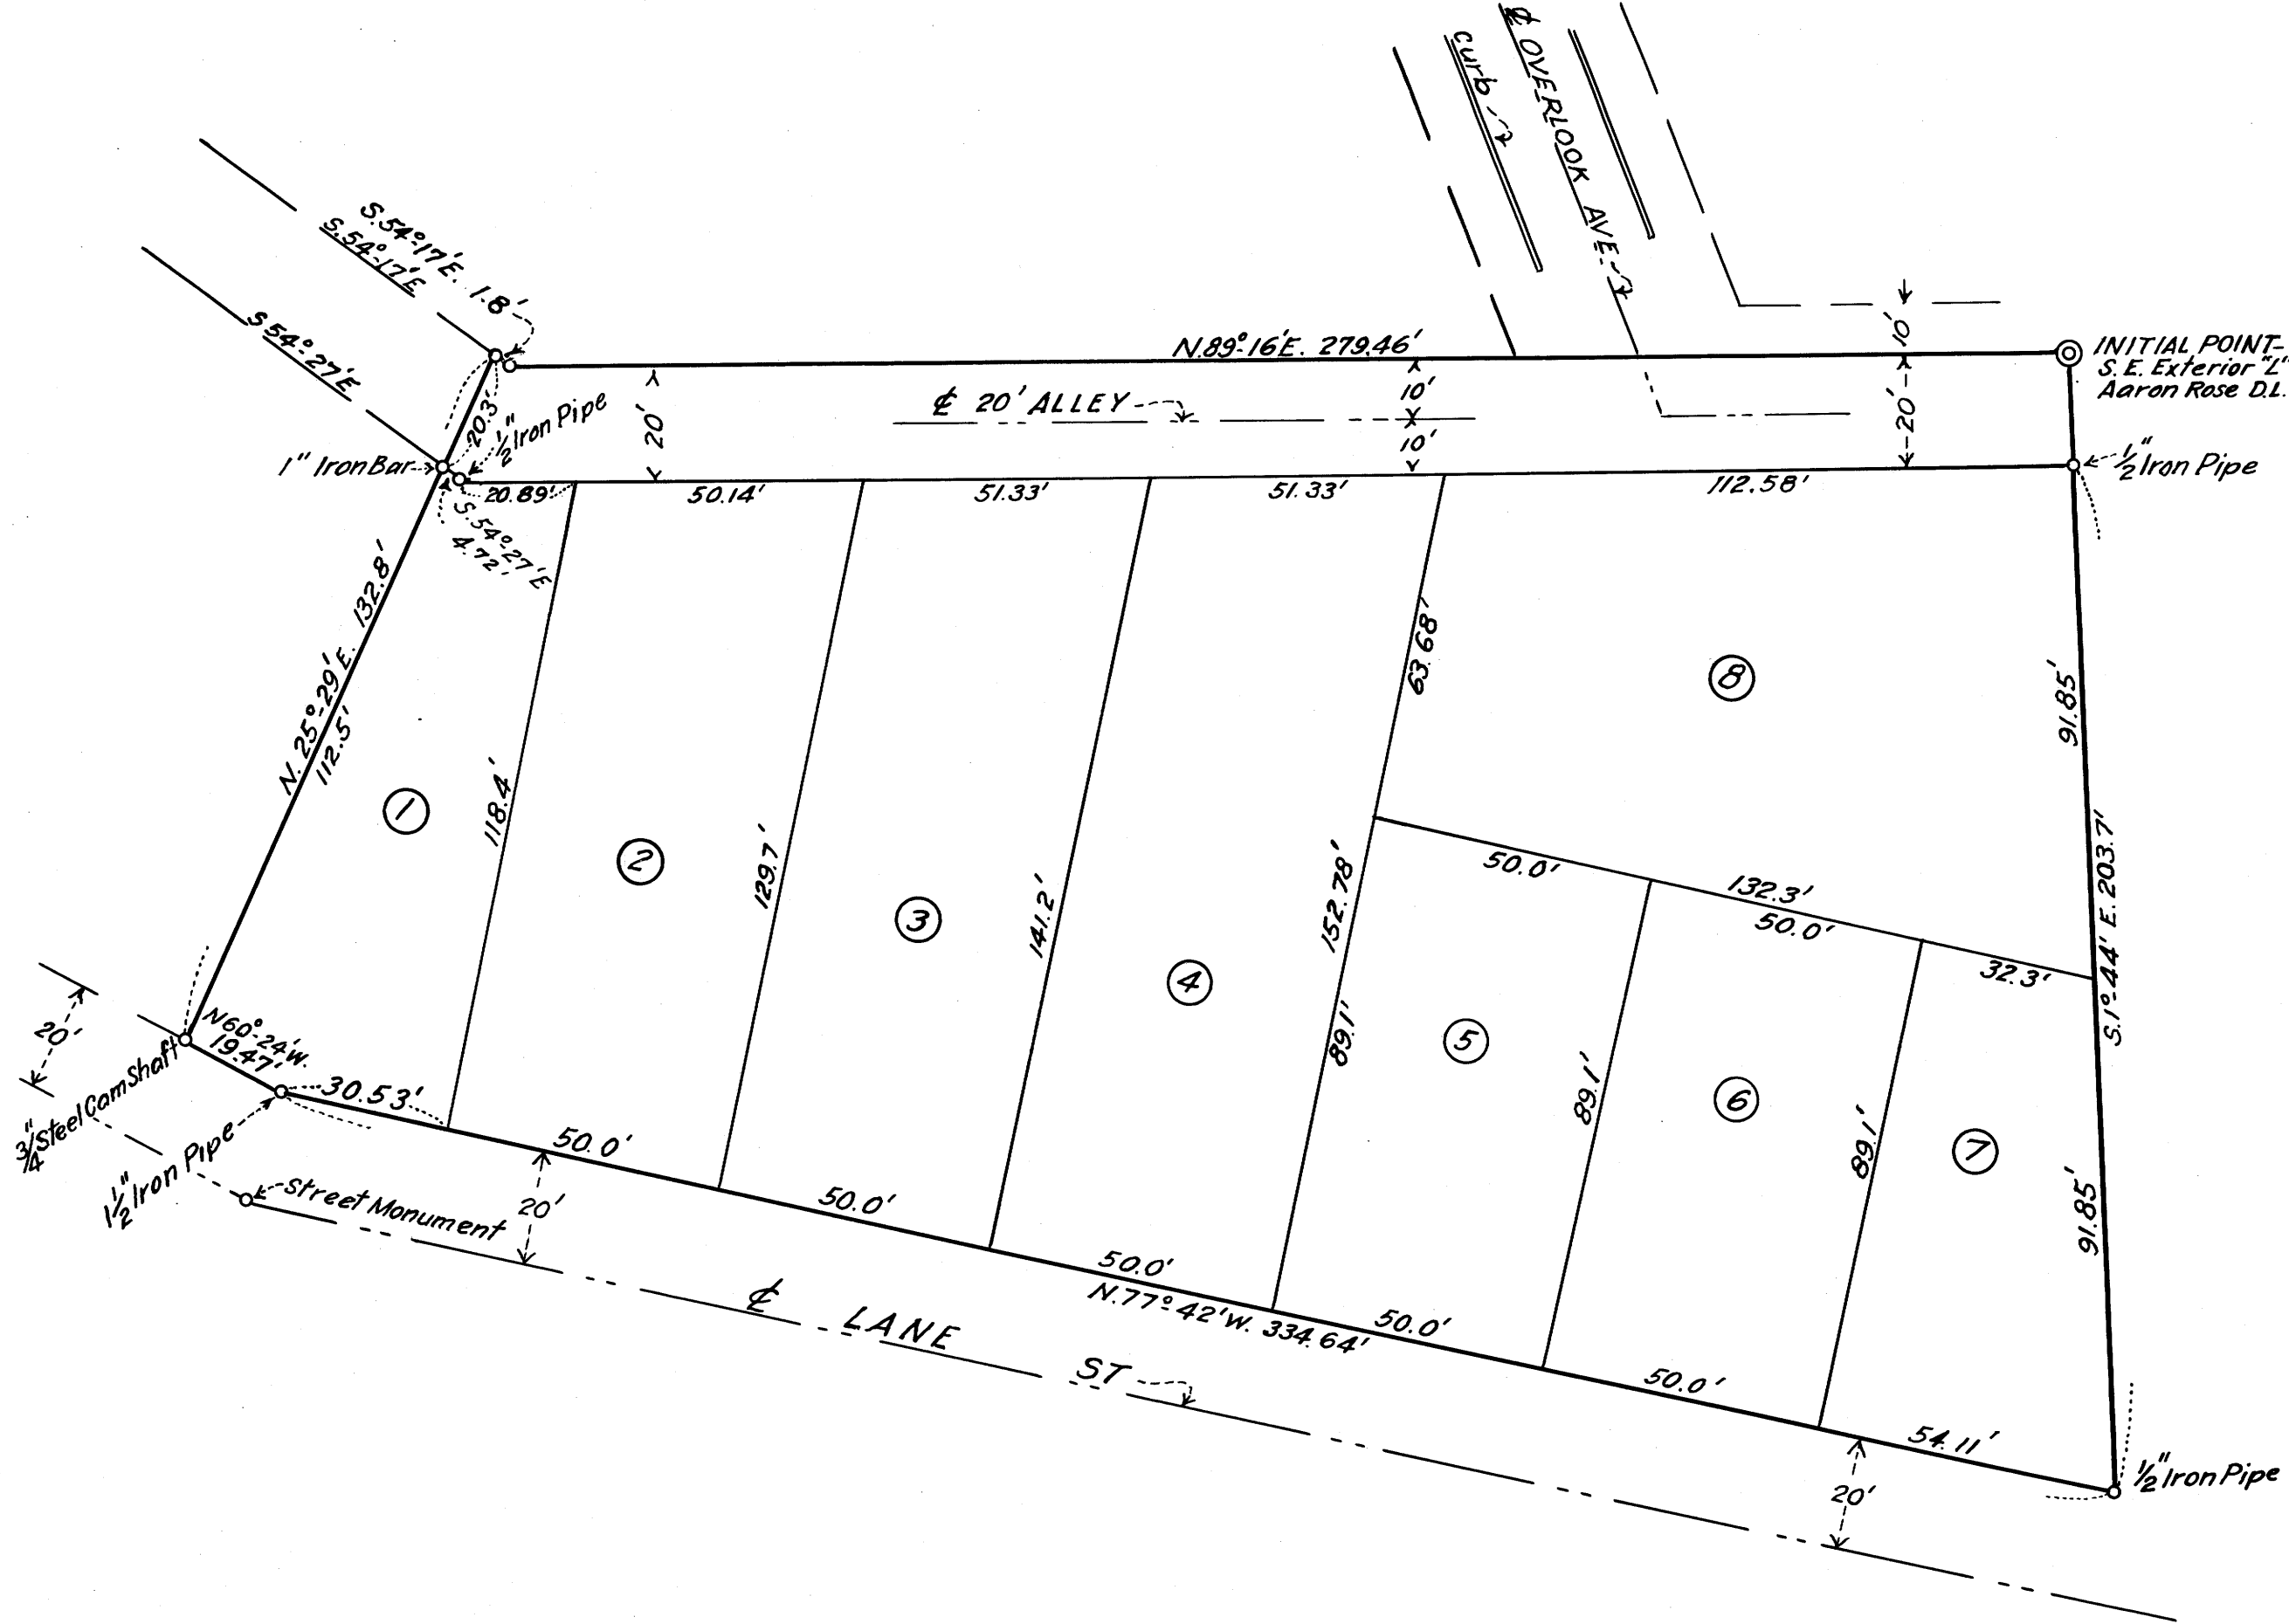 ℄ OVERLOOK AVE.
Curb
S.54°-17'E. 1.8'
S.54°-17'E
S 54°-27'E
N.89°-16'E. 279.46'
10'
INITIAL POINT-
S.E. Exterior "L"
Aaron Rose D.L.
20.3'
½" Iron Pipe
20'
℄ 20' ALLEY
10'
10'
20'
1" Iron Bar
½" Iron Pipe
20.89'
50.14'
51.33'
51.33'
112.58'
S.54°-27'E
4.72'
N.25°-29'E. 132.8'
112.5'
118.4'
129.7'
141.2'
63.68'
152.78'
89.1'
8
91.85'
S.1°-44' E. 203.7'
1
2
3
4
50.0'
132.3'
50.0'
32.3'
5
89.1'
6
89.1'
7
91.85'
20'
N60°-24'W.
19.47'
¾" Steel Cam Shaft
30.53'
1½" Iron Pipe
Street Monument
50.0'
20'
50.0'
50.0'
N.77°-42'W. 334.64'
50.0'
50.0'
54.11'
½" Iron Pipe
℄ LANE ST
20'